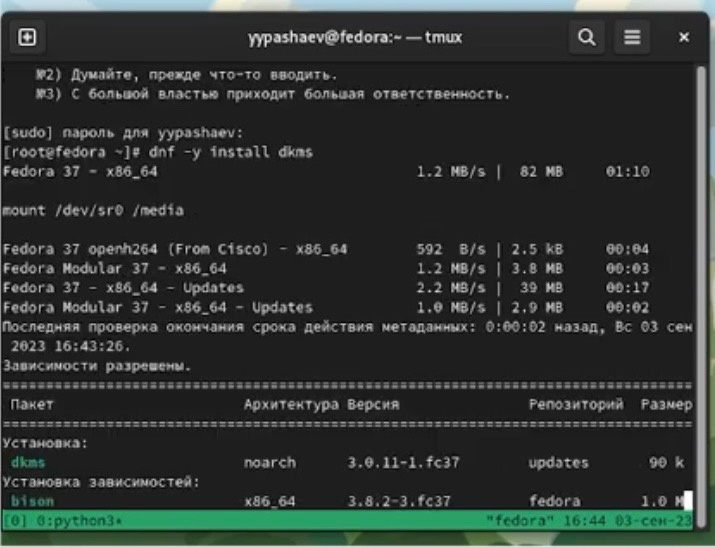 yypashaev@fedora:~ — tmux
№2) Думайте, прежде что-то вводить.
№3) С большой властью приходит большая ответственность.
[sudo] пароль для yypashaev:
[root@fedora ~]# dnf -y install dkms
Fedora 37 - x86_64 1.2 MB/s | 82 MB 01:10
mount /dev/sr0 /media
Fedora 37 openh264 (From Cisco) - x86_64 592 B/s | 2.5 kB 00:04
Fedora Modular 37 - x86_64 1.2 MB/s | 3.8 MB 00:03
Fedora 37 - x86_64 - Updates 2.2 MB/s | 39 MB 00:17
Fedora Modular 37 - x86_64 - Updates 1.0 MB/s | 2.9 MB 00:02
Последняя проверка окончания срока действия метаданных: 0:00:02 назад, Вс 03 сен
2023 16:43:26.
Зависимости разрешены.
================================================================================
Пакет Архитектура Версия Репозиторий Размер
================================================================================
Установка:
dkms noarch 3.0.11-1.fc37 updates 90 k
Установка зависимостей:
bison x86_64 3.8.2-3.fc37 fedora 1.0 M
[0] 0:python3* "fedora" 16:44 03-сен-23